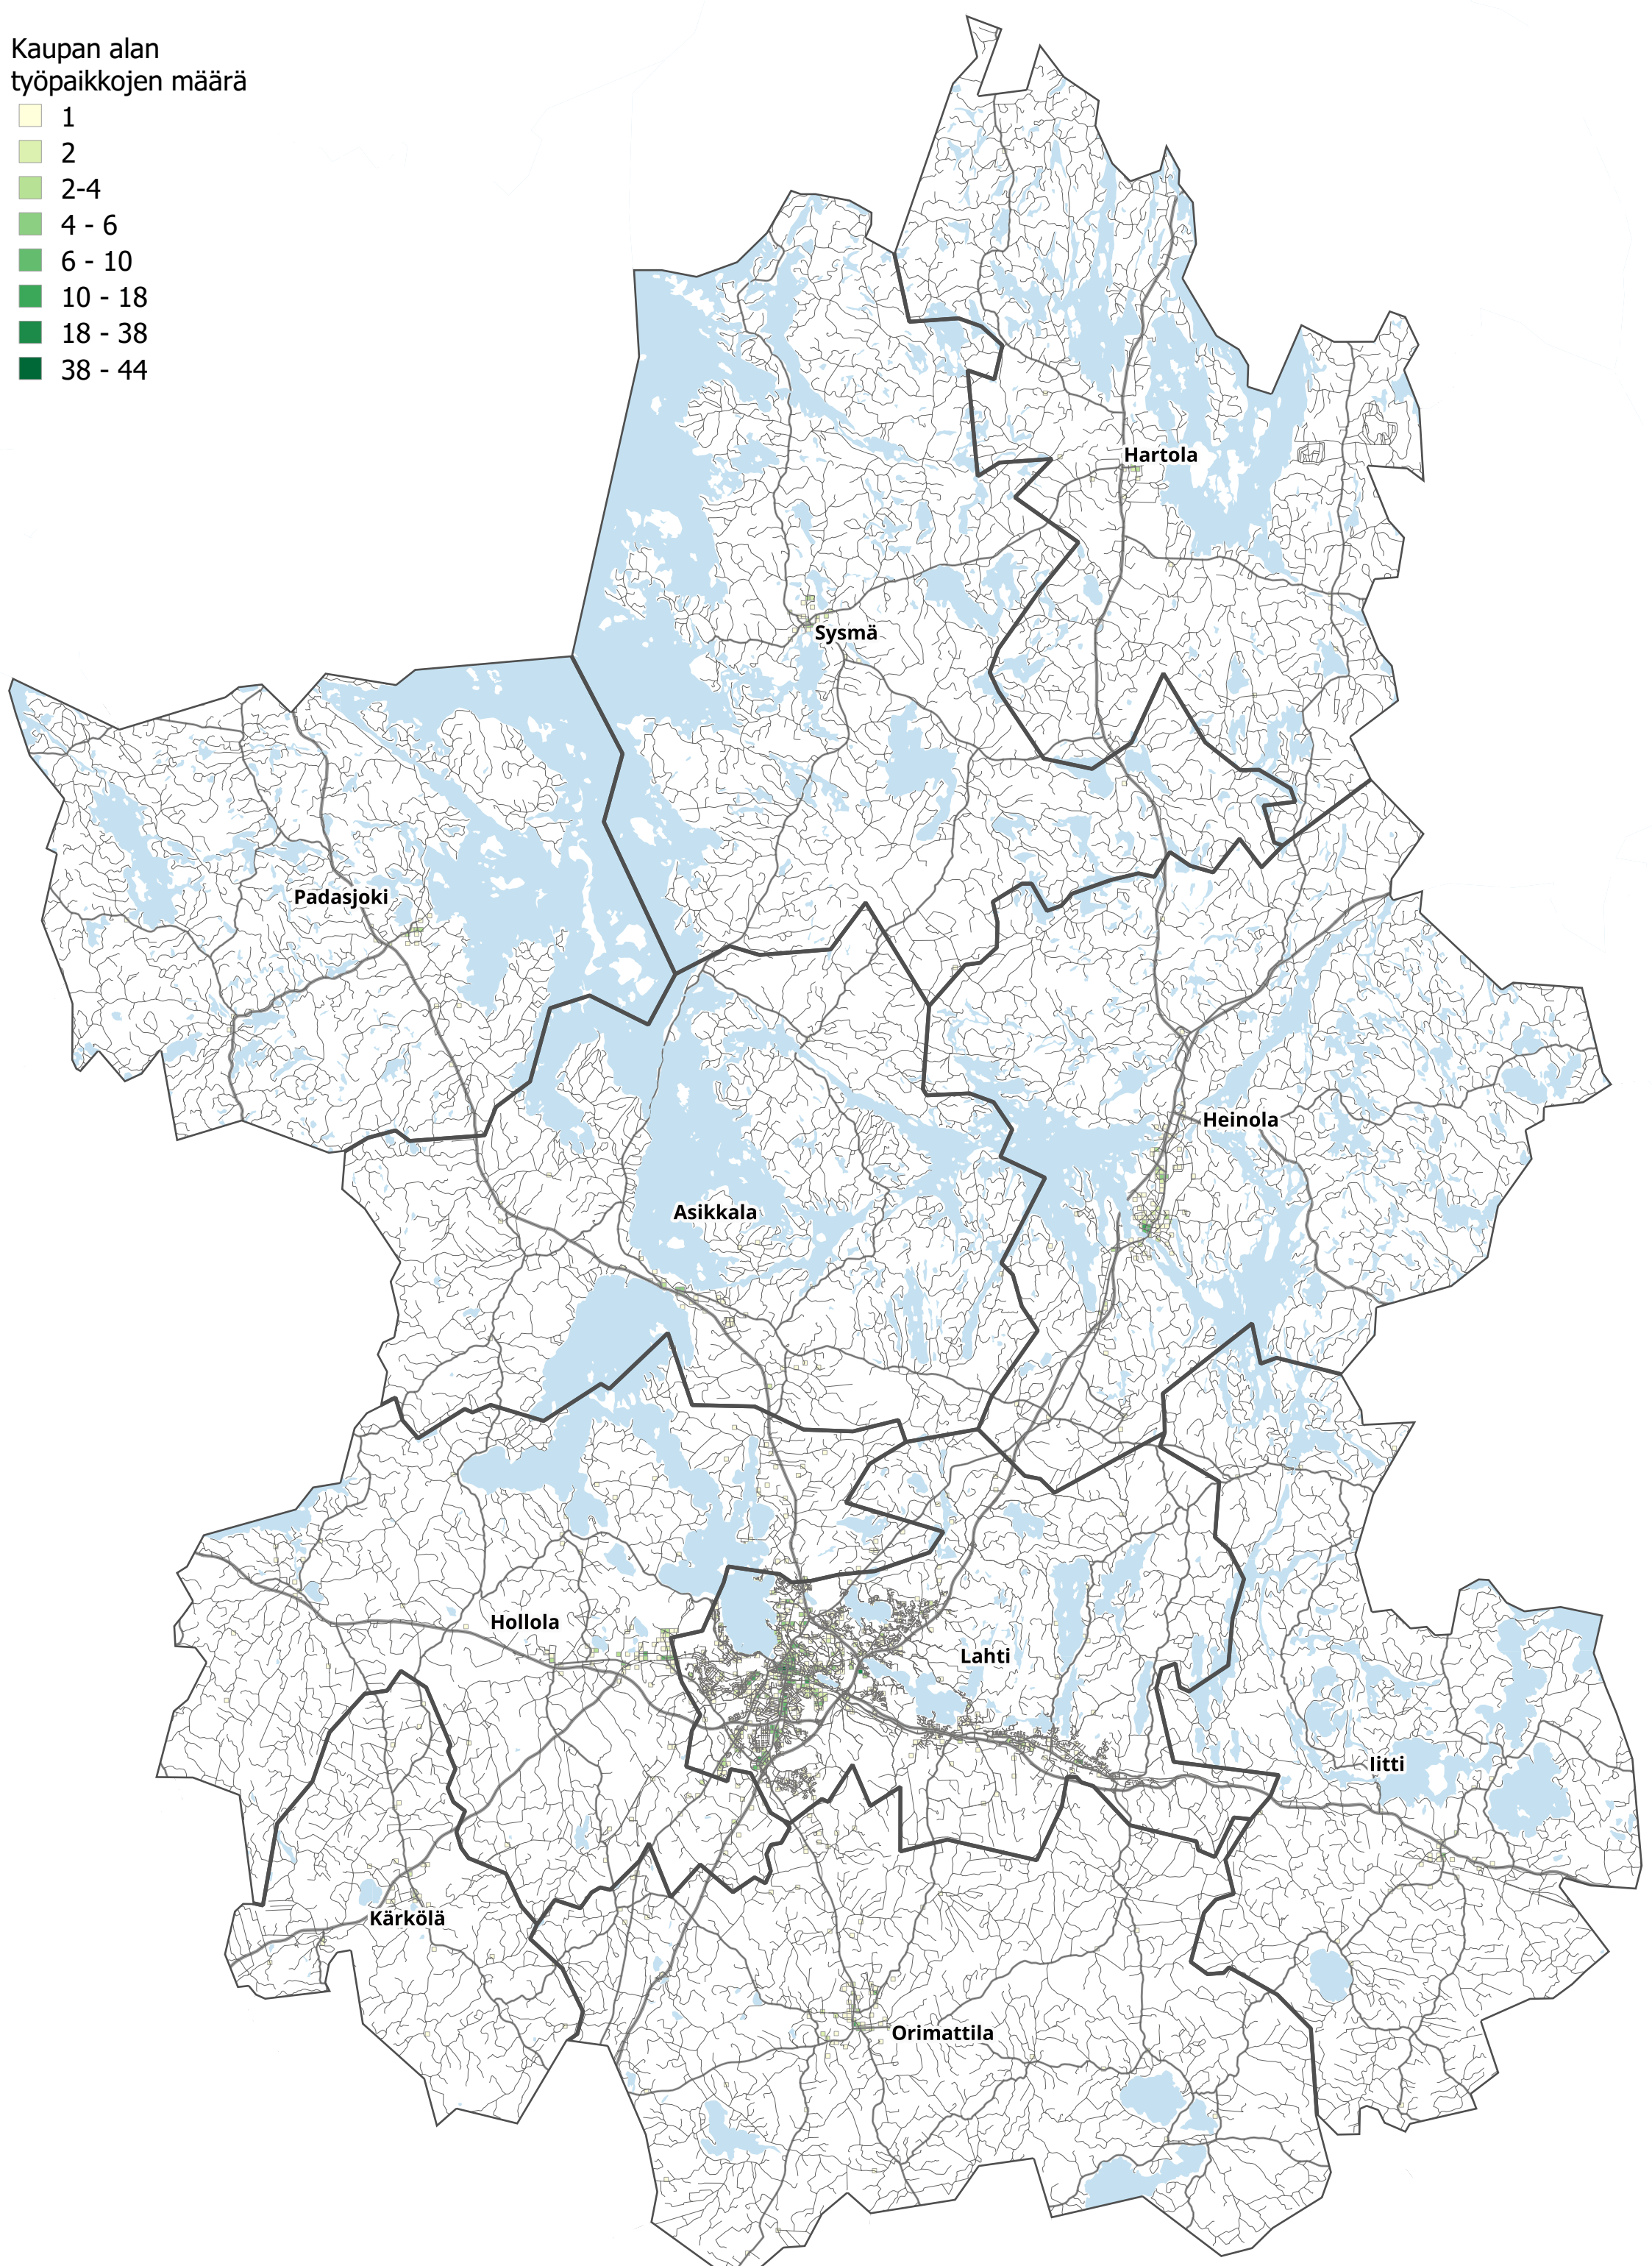 Kaupan alan
työpaikkojen määrä
1
2
2-4
4 - 6
6 - 10
10 - 18
18 - 38
38 - 44
Hartola
Sysmä
Padasjoki
Heinola
Asikkala
Hollola
Lahti
Iitti
Kärkölä
Orimattila